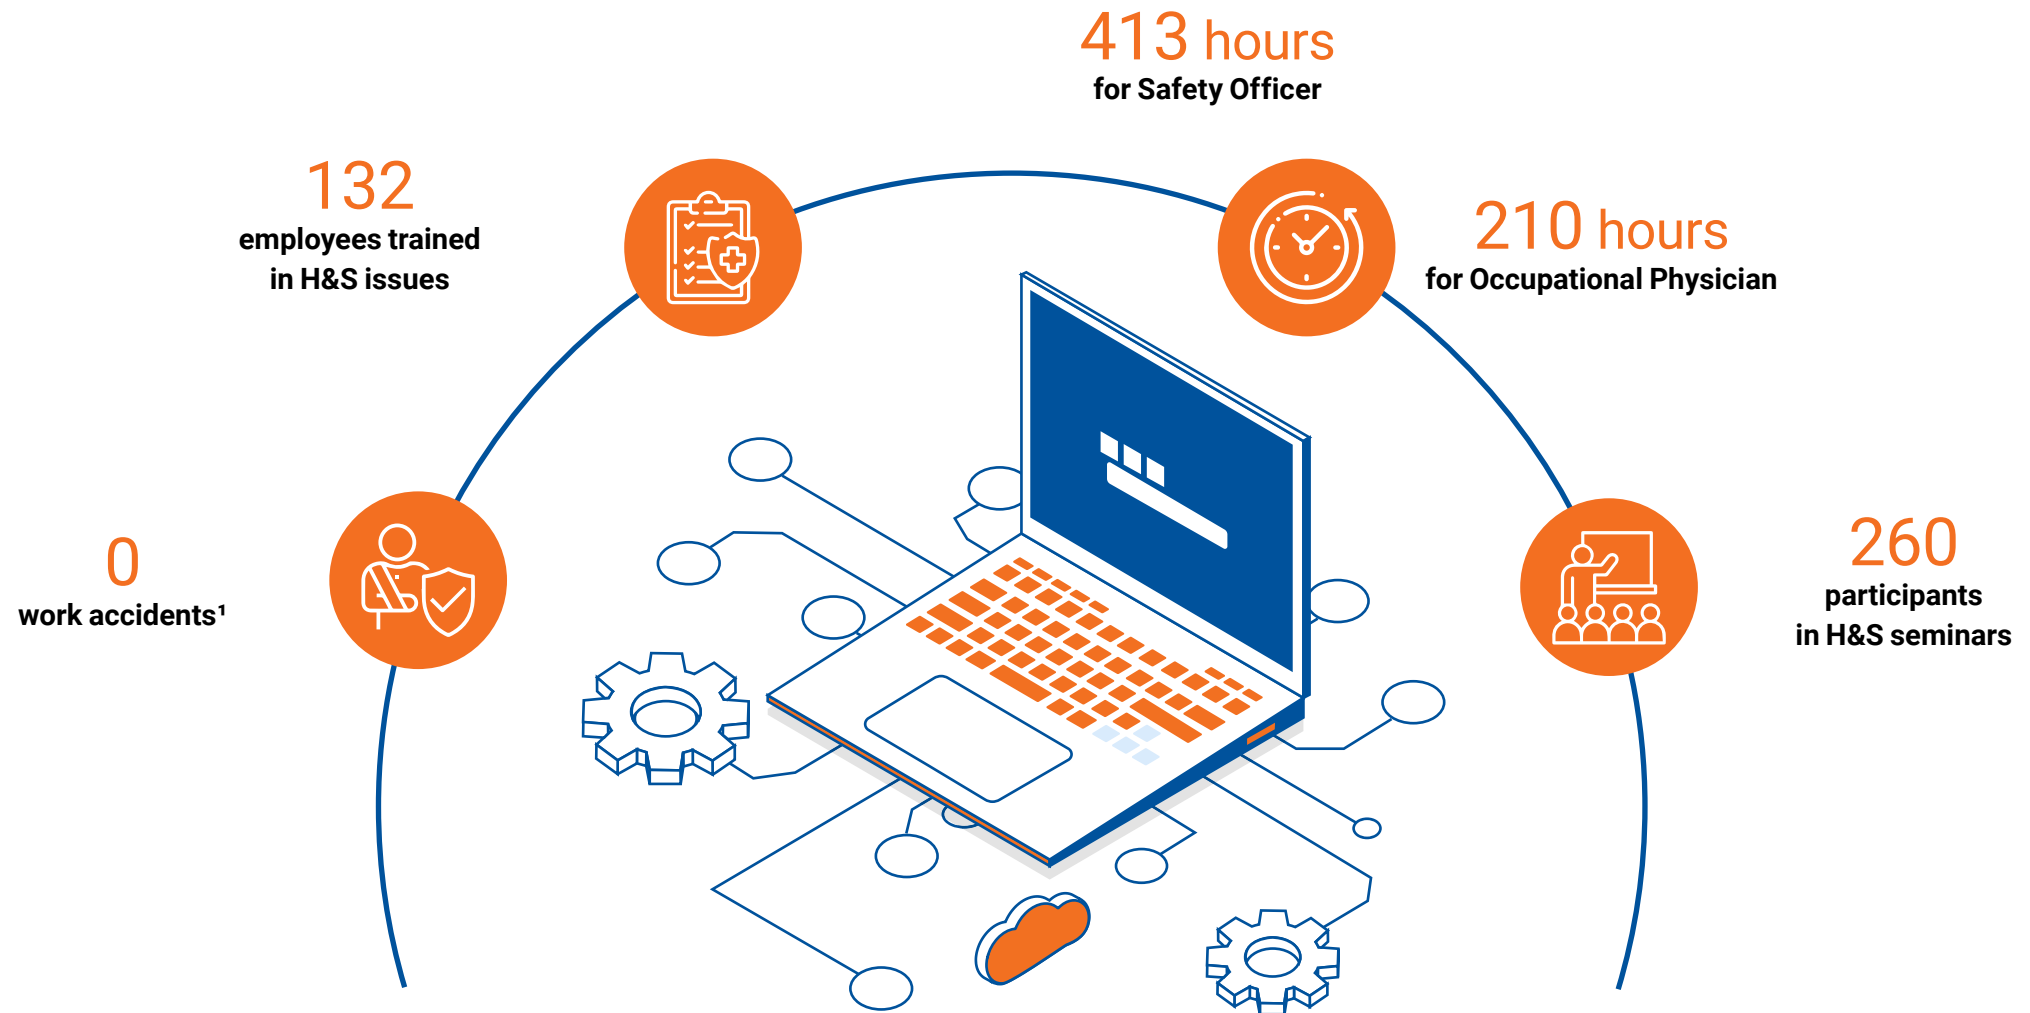 413 hours
for Safety Officer
132
employees trained
in H&S issues
210 hours
for Occupational Physician
0
work accidents¹
260
participants
in H&S seminars